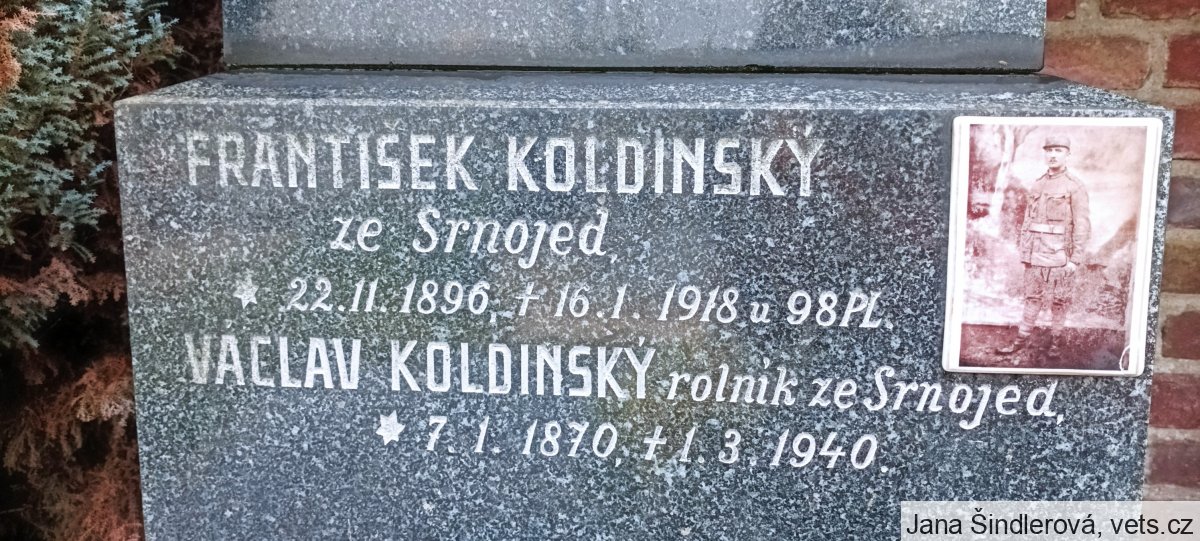 František KOLDINSKÝ
ze Srnojed,
* 22.11.1896, † 16.1.1918 u 98 PL.
VÁCLAV KOLDINSKÝ rolník ze Srnojed,
* 7.1.1870, † 1.3.1940.
Jana Šindlerová, vets.cz